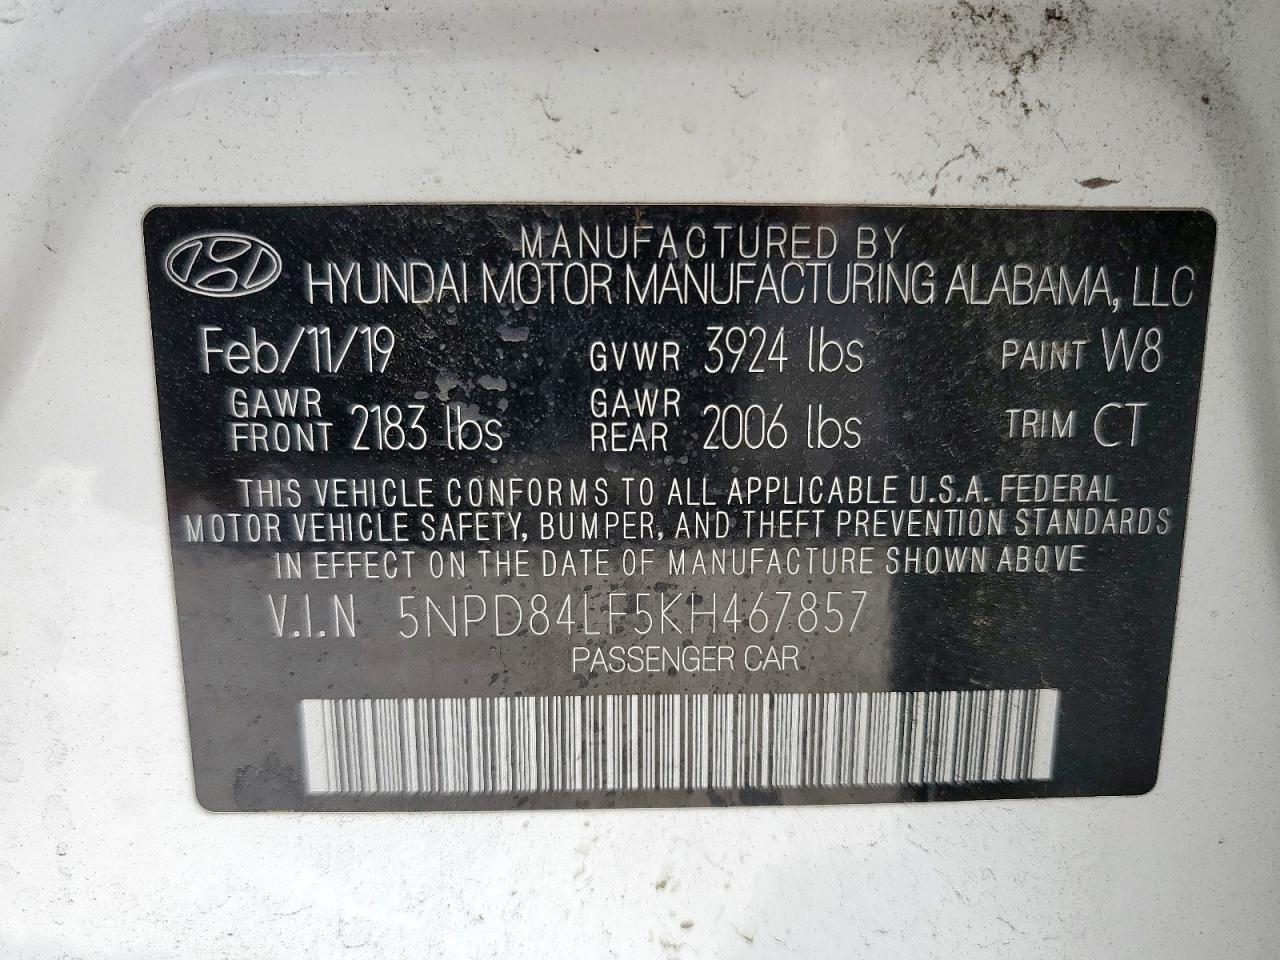 MANUFACTURED BY
HYUNDAI MOTOR MANUFACTURING ALABAMA, LLC
Feb/11/19 GVWR 3924 lbs PAINT W8
GAWR FRONT 2183 lbs GAWR REAR 2006 lbs TRIM CT
THIS VEHICLE CONFORMS TO ALL APPLICABLE U.S.A. FEDERAL
MOTOR VEHICLE SAFETY, BUMPER, AND THEFT PREVENTION STANDARDS
IN EFFECT ON THE DATE OF MANUFACTURE SHOWN ABOVE
V.I.N 5NPD84LF5KH467857
PASSENGER CAR